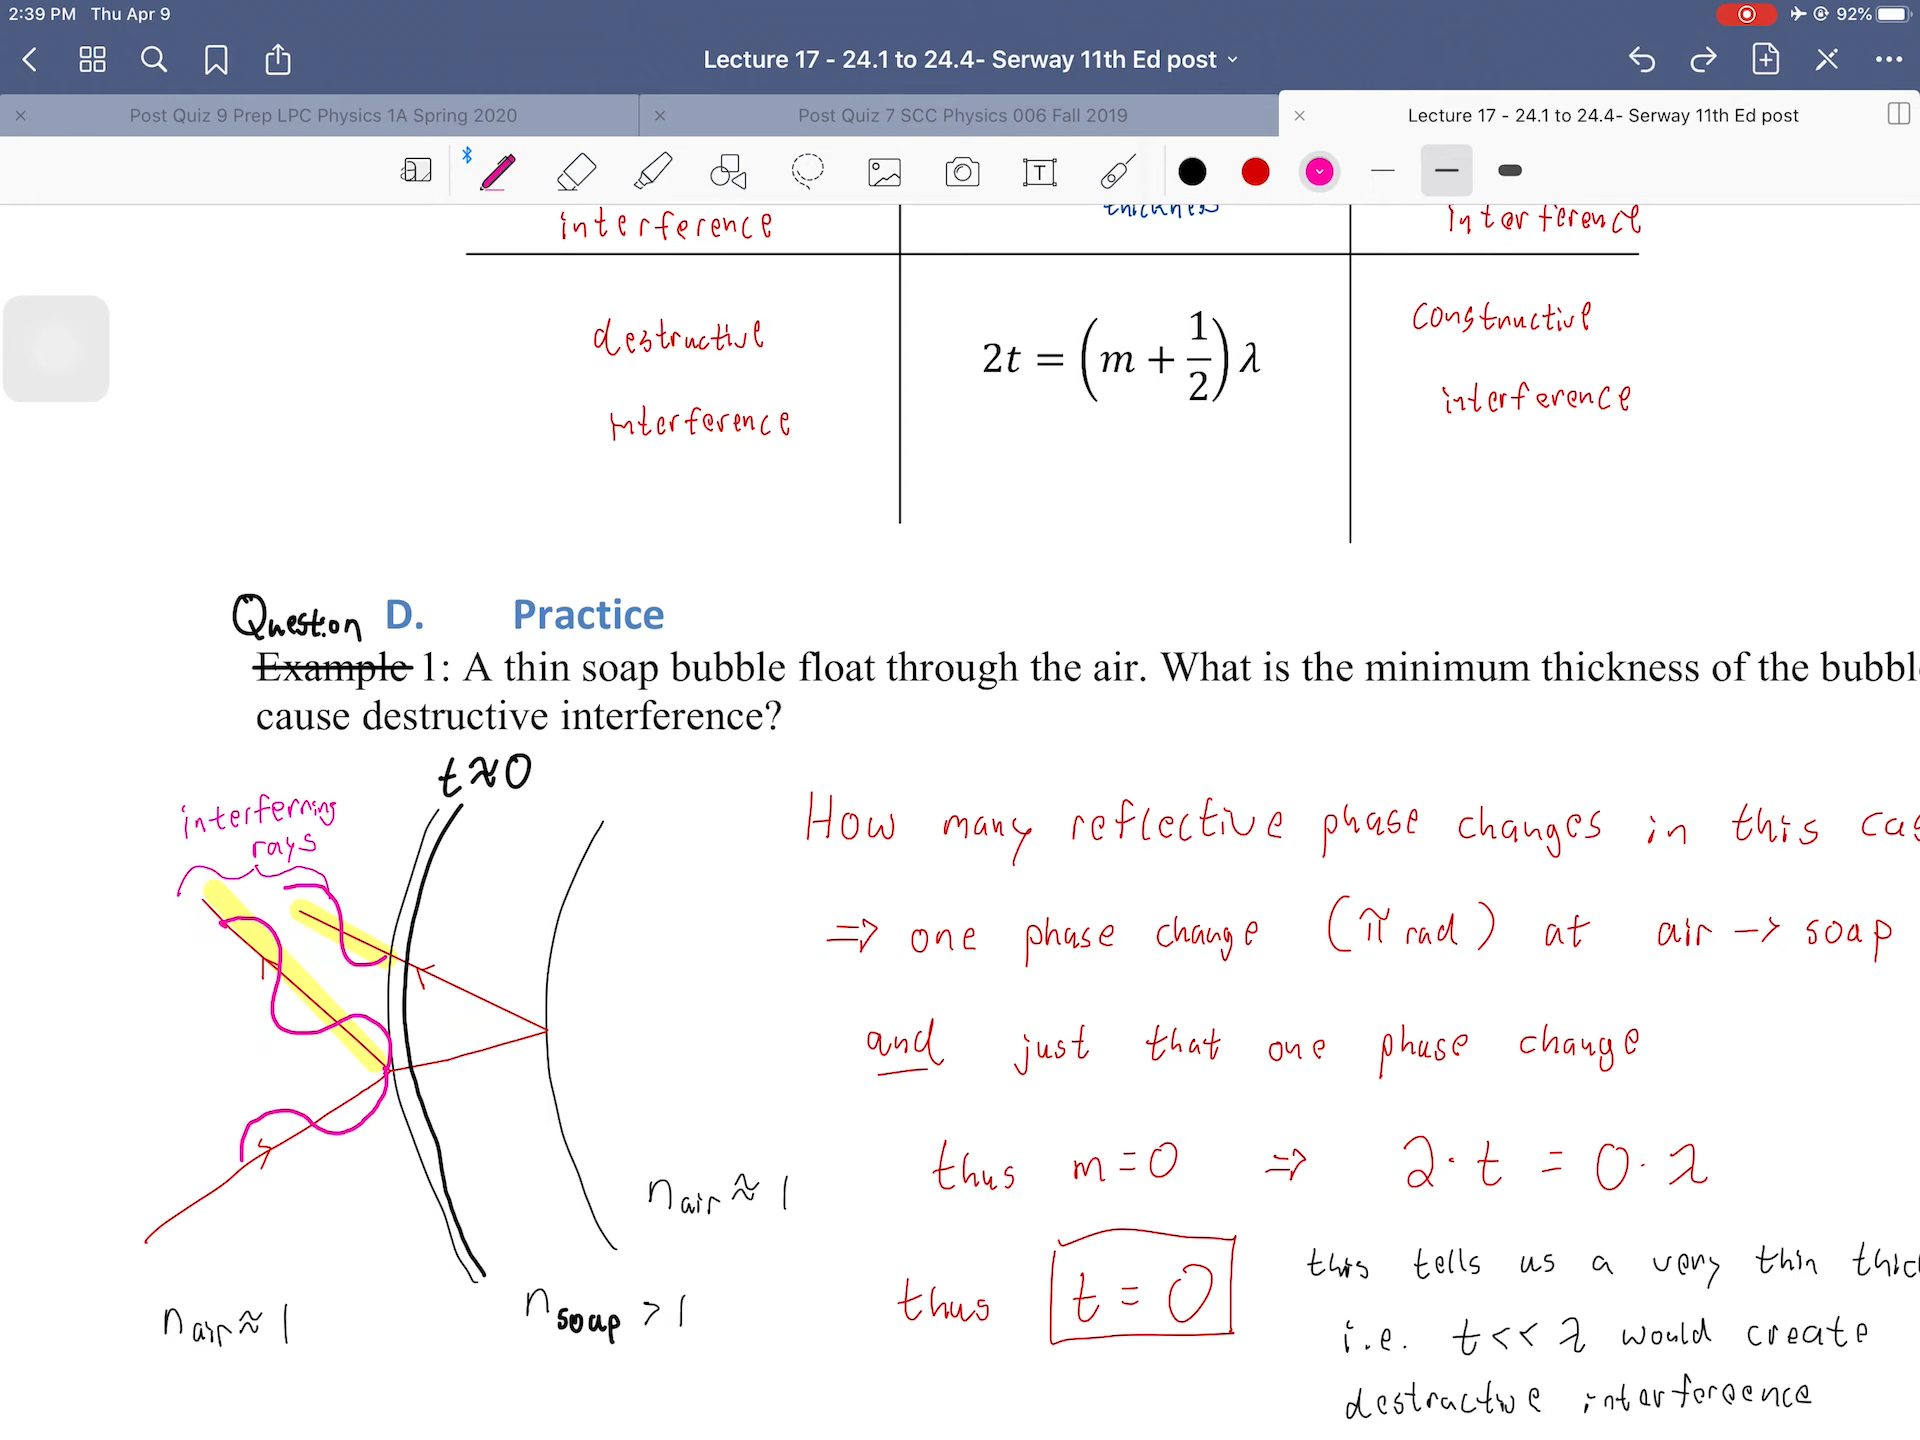 2:39 PM Thu Apr 9
92%
Lecture 17 - 24.1 to 24.4- Serway 11th Ed post
Post Quiz 9 Prep LPC Physics 1A Spring 2020
Post Quiz 7 SCC Physics 006 Fall 2019
Lecture 17 - 24.1 to 24.4- Serway 11th Ed post
interference
thickness
interference
destructive
interference
2t = (m + 1/2) λ
constructive
interference
Question D. Practice
Example 1: A thin soap bubble float through the air. What is the minimum thickness of the
cause destructive interference?
t ≈ 0
interferring
rays
How many reflective phase changes in this
⇒ one phase change (π rad) at air → soap
and just that one phase change
thus m = 0 ⇒ 2 · t = 0 · λ
thus t = 0
n air ≈ 1
n air ≈ 1
n soap > 1
this tells us a very thin
i.e. t << λ would create
destractive interfereence